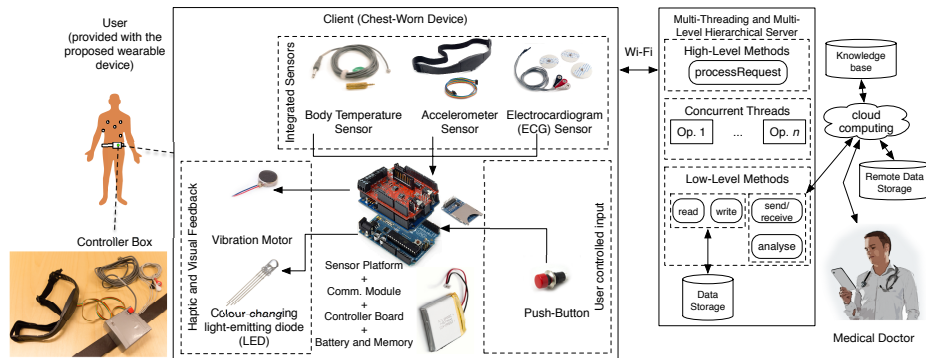 User
(provided with the
proposed wearable
device)
Controller Box
Client (Chest-Worn Device)
Integrated Sensors
Body Temperature
Sensor
Accelerometer
Sensor
Electrocardiogram
(ECG) Sensor
Haptic and Visual Feedback
Vibration Motor
Colour changing
light-emitting diode
(LED)
Sensor Platform
+
Comm. Module
+
Controller Board
+
Battery and Memory
User controlled input
Push-Button
Wi-Fi
Multi-Threading and Multi-
Level Hierarchical Server
High-Level Methods
processRequest
Concurrent Threads
Op. 1
...
Op. n
Low-Level Methods
read
write
send/
receive
analyse
Data
Storage
Knowledge
base
cloud
computing
Remote Data
Storage
Medical Doctor